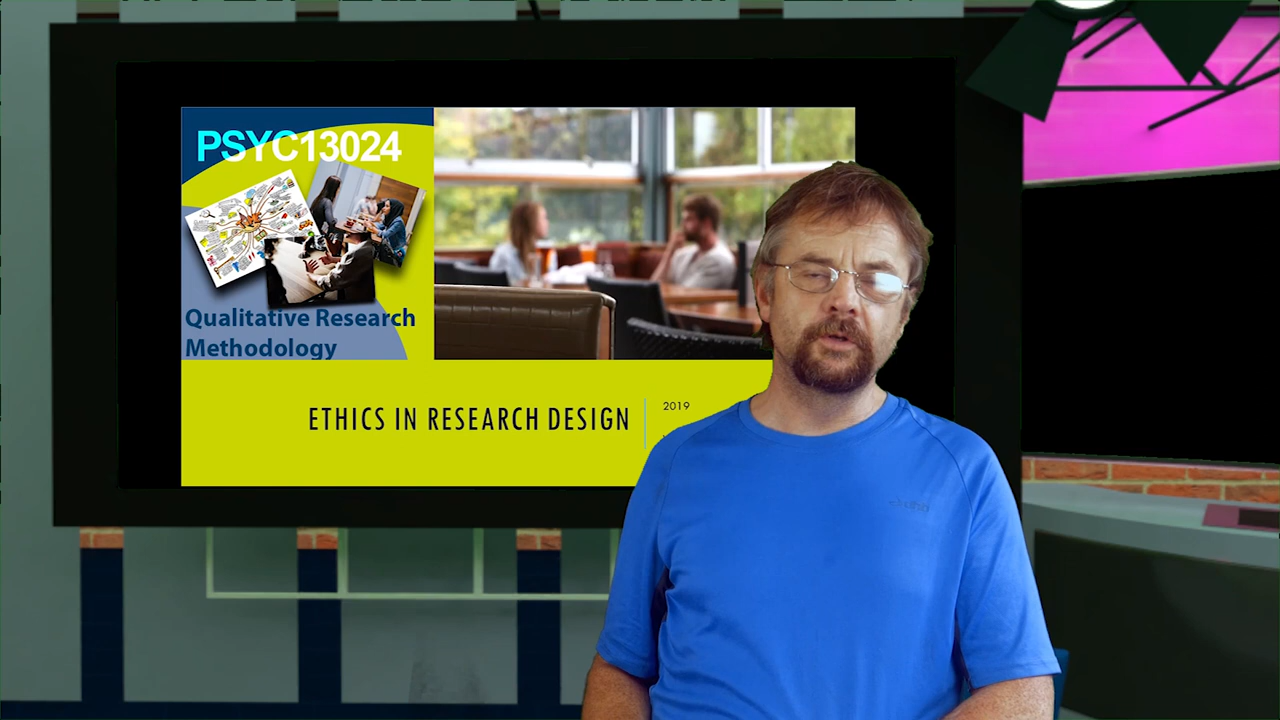 PSYC13024
Qualitative Research
Methodology
ETHICS IN RESEARCH DESIGN
2019